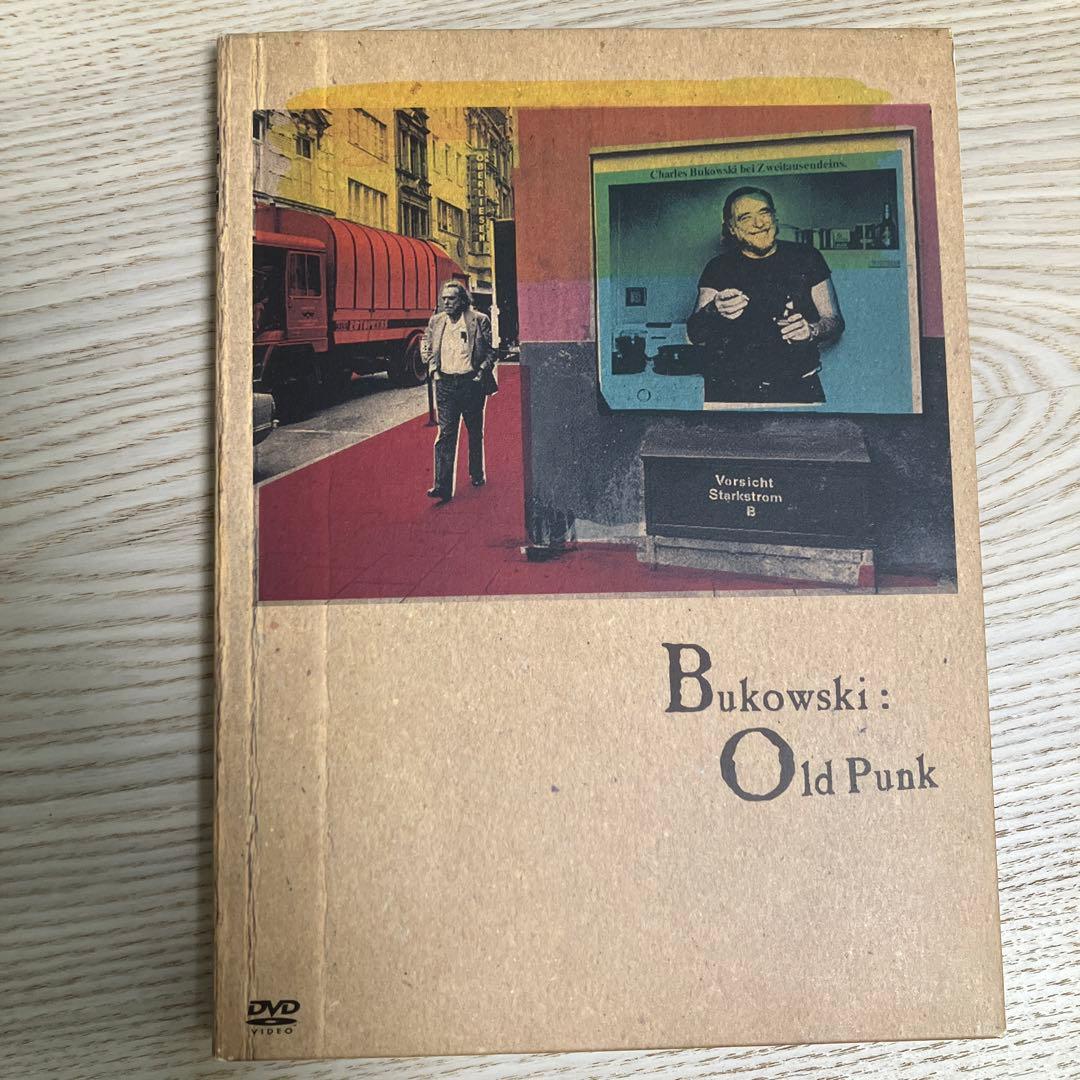 Charles Bukowski bei Zweitausendeins.
Vorsicht
Starkstrom
B
Bukowski :
Old Punk
DVD
VIDEO